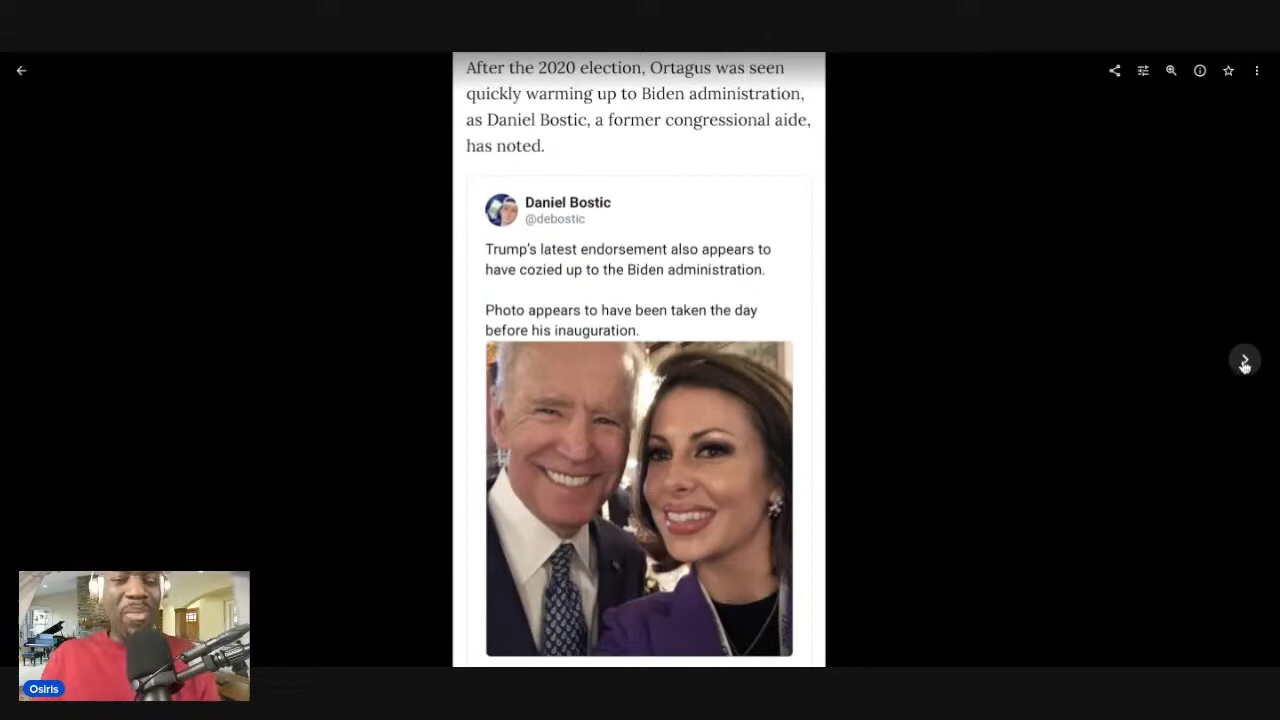 After the 2020 election, Ortagus was seen
quickly warming up to Biden administration,
as Daniel Bostic, a former congressional aide,
has noted.
Daniel Bostic
@debostic
Trump's latest endorsement also appears to
have cozied up to the Biden administration.
Photo appears to have been taken the day
before his inauguration.
Osiris